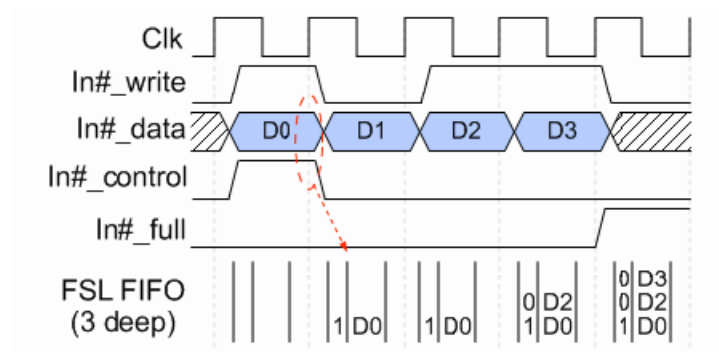 Clk
In#_write
In#_data D0 D1 D2 D3
In#_control
In#_full
FSL FIFO
(3 deep)
1 D0
1 D0
0 D2
1 D0
0 D3
0 D2
1 D0